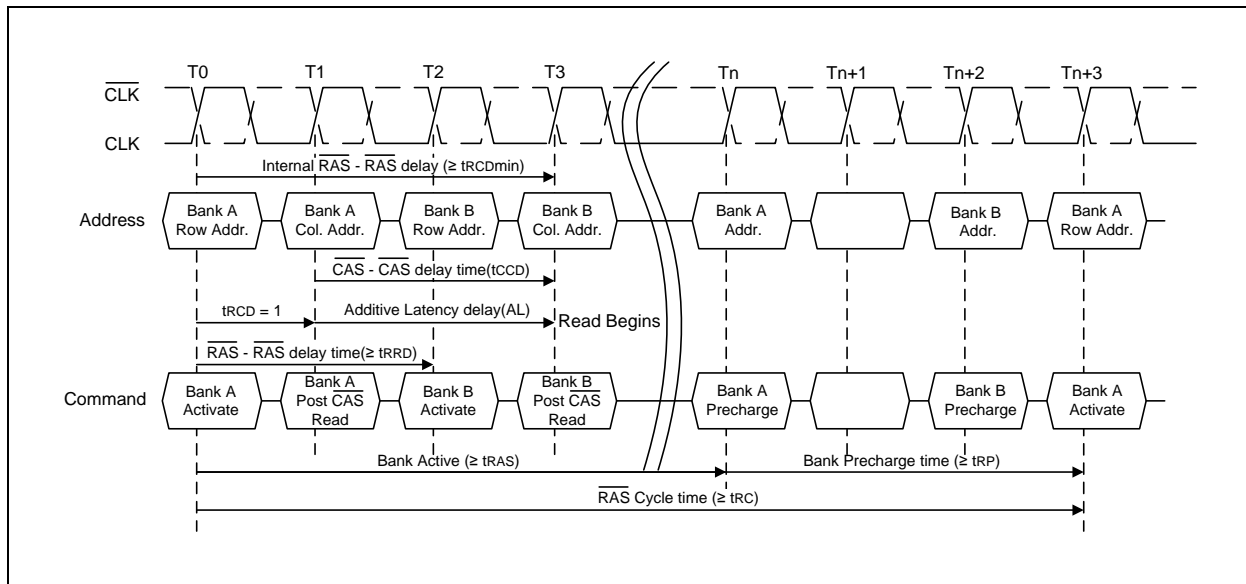 T0 T1 T2 T3 Tn Tn+1 Tn+2 Tn+3
CLK
CLK
Internal RAS - RAS delay (≥ tRCDmin)
Address
Bank A
Row Addr.
Bank A
Col. Addr.
Bank B
Row Addr.
Bank B
Col. Addr.
Bank A
Addr.
Bank B
Addr.
Bank A
Row Addr.
CAS - CAS delay time(tCCD)
tRCD = 1
Additive Latency delay(AL)
Read Begins
RAS - RAS delay time(≥ tRRD)
Command
Bank A
Activate
Bank A
Post CAS
Read
Bank B
Activate
Bank B
Post CAS
Read
Bank A
Precharge
Bank B
Precharge
Bank A
Activate
Bank Active (≥ tRAS)
Bank Precharge time (≥ tRP)
RAS Cycle time (≥ tRC)